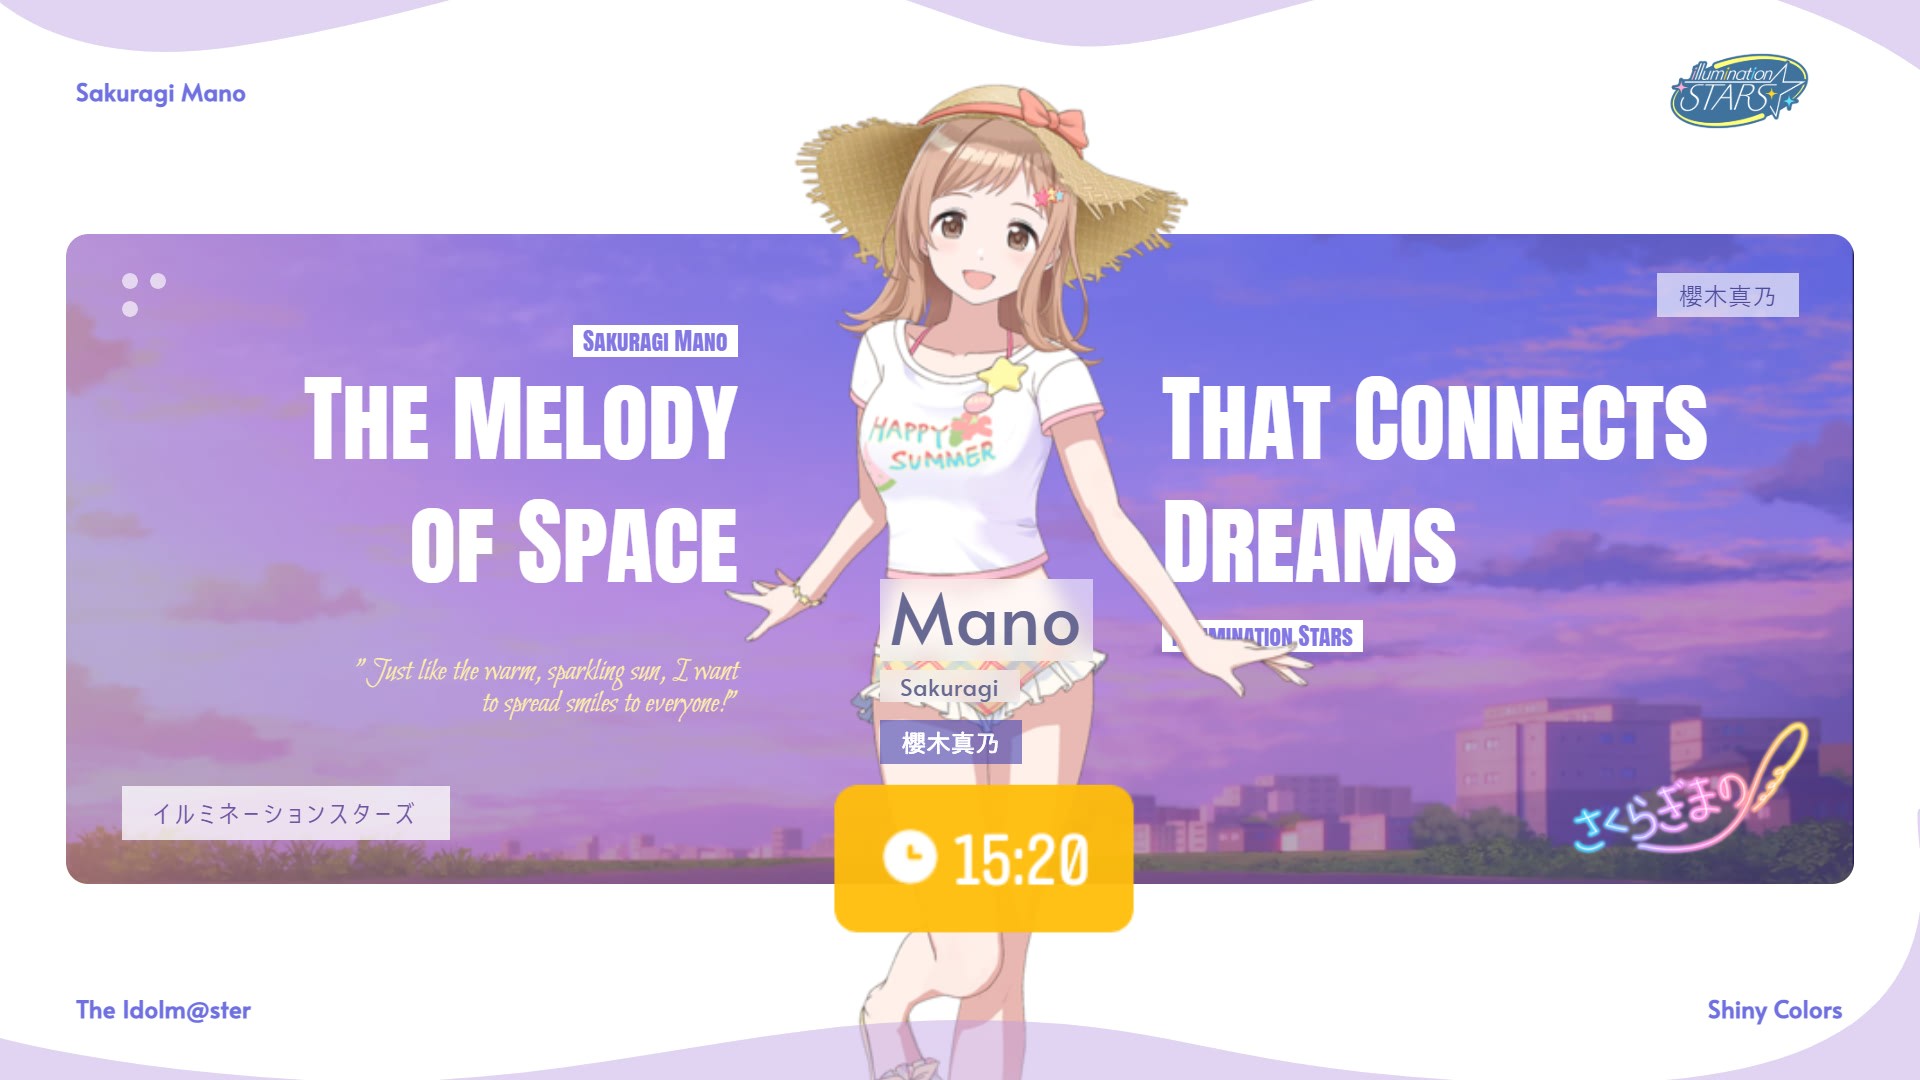 Sakuragi Mano
illumination
STARS
櫻木真乃
Sakuragi Mano
The Melody
of Space
That Connects
Dreams
Stars
HAPPY
SUMMER
" Just like the warm, sparkling sun, I want
to spread smiles to everyone!"
Mano
Sakuragi
櫻木真乃
イルミネーションスターズ
さくらぎまの
15:20
The Idolm@ster
Shiny Colors